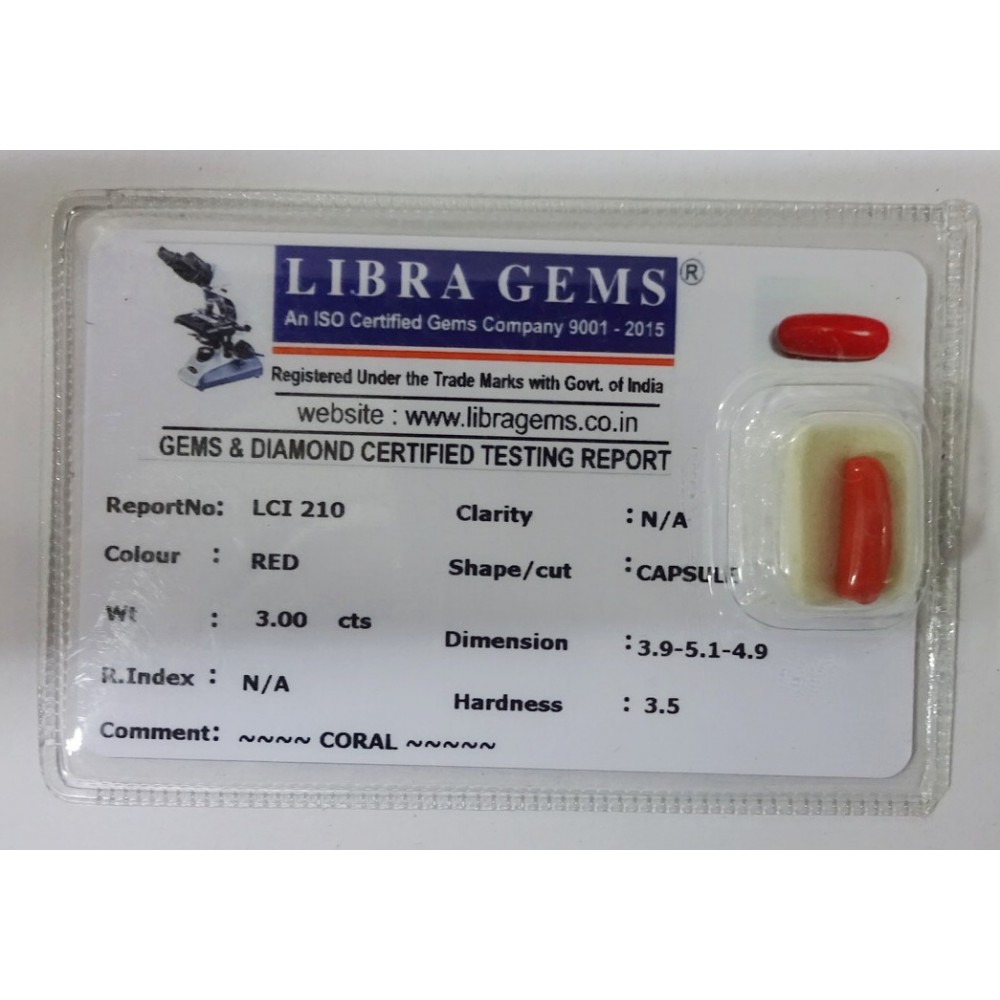 LIBRA GEMS ®
An ISO Certified Gems Company 9001 - 2015
Registered Under the Trade Marks with Govt. of India
website : www.libragems.co.in
GEMS & DIAMOND CERTIFIED TESTING REPORT
ReportNo: LCI 210
Clarity : N/A
Colour : RED
Shape/cut : CAPSULE
Wt : 3.00 cts
Dimension : 3.9-5.1-4.9
R.Index : N/A
Hardness : 3.5
Comment: ~~~~ CORAL ~~~~~